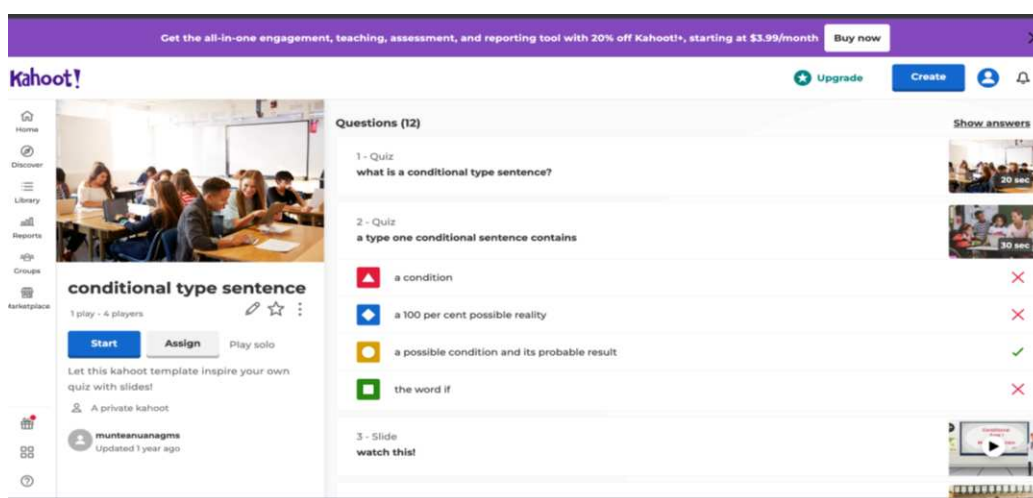 Get the all-in-one engagement, teaching, assessment, and reporting tool with 20% off Kahoot!+, starting at $3.99/month Buy now
Kahoot!
Upgrade
Create
Home
Discover
Library
Reports
Groups
Marketplace
conditional type sentence
1 play - 4 players
Start
Assign
Play solo
Let this kahoot template inspire your own
quiz with slides!
A private kahoot
munteanuanagms
Updated 1 year ago
Questions (12)
Show answers
1 - Quiz
what is a conditional type sentence?
20 sec
2 - Quiz
a type one conditional sentence contains
30 sec
a condition
a 100 per cent possible reality
a possible condition and its probable result
the word if
3 - Slide
watch this!
Conditional